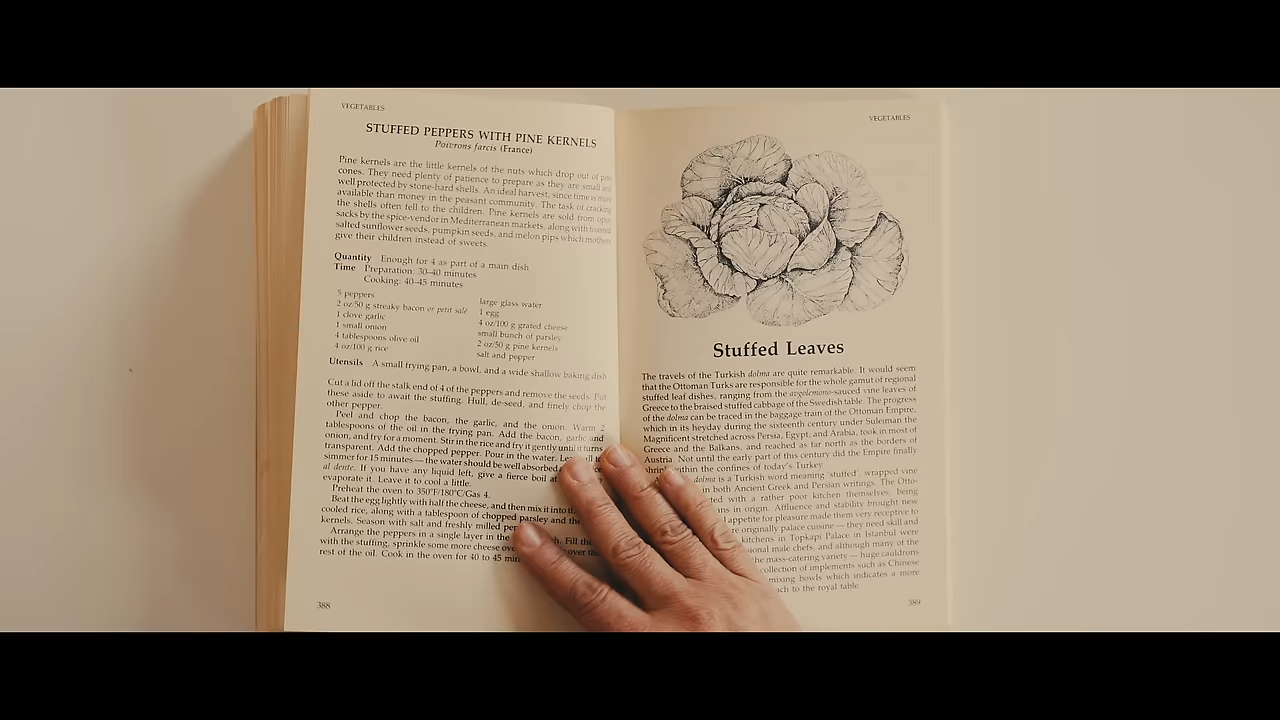 VEGETABLES
STUFFED PEPPERS WITH PINE KERNELS
Poivrons farcis (France)
Pine kernels are the little kernels of the nuts which drop out of pine
cones. They need plenty of patience to prepare as they are small and
well protected by stone-hard shells. An ideal harvest, since time is more
available than money in the peasant community. The task of cracking
the shells often fell to the children. Pine kernels are sold from open
sacks by the spice-vendor in Mediterranean markets, along with toasted
salted sunflower seeds, pumpkin seeds, and melon pips which mothers
give their children instead of sweets.
Quantity Enough for 4 as part of a main dish
Time Preparation: 30–40 minutes
Cooking: 40–45 minutes
5 peppers
2 oz/50 g streaky bacon or petit salé
1 clove garlic
1 small onion
4 tablespoons olive oil
4 oz/100 g rice
large glass water
1 egg
4 oz/100 g grated cheese
small bunch of parsley
2 oz/50 g pine kernels
salt and pepper
Utensils A small frying pan, a bowl, and a wide shallow baking dish
Cut a lid off the stalk end of 4 of the peppers and remove the seeds. Put
these aside to await the stuffing. Hull, de-seed, and finely chop the
other pepper.
Peel and chop the bacon, the garlic, and the onion. Warm 2
tablespoons of the oil in the frying pan. Add the bacon, garlic and
onion, and fry for a moment. Stir in the rice and fry it gently until it turns
transparent. Add the chopped pepper. Pour in the water. Leave all to
simmer for 15 minutes — the water should be well absorbed
al dente. If you have any liquid left, give a fierce boil at
evaporate it. Leave it to cool a little.
Preheat the oven to 350°F/180°C/Gas 4.
Beat the egg lightly with half the cheese, and then mix it into th
cooled rice, along with a tablespoon of chopped parsley and the
kernels. Season with salt and freshly milled pep
Arrange the peppers in a single layer in the Fill the
with the stuffing, sprinkle some more cheese ove over the
rest of the oil. Cook in the oven for 40 to 45 min
388
VEGETABLES
Stuffed Leaves
The travels of the Turkish dolma are quite remarkable. It would seem
that the Ottoman Turks are responsible for the whole gamut of regional
stuffed leaf dishes, ranging from the avgolemono-sauced vine leaves of
Greece to the braised stuffed cabbage of the Swedish table. The progress
of the dolma can be traced in the baggage train of the Ottoman Empire,
which in its heyday during the sixteenth century under Suleiman the
Magnificent stretched across Persia, Egypt, and Arabia, took in most of
Greece and the Balkans, and reached as far north as the borders of
Austria. Not until the early part of this century did the Empire finally
shrink within the confines of today's Turkey
dolma is a Turkish word meaning 'stuffed', wrapped vine
in both Ancient Greek and Persian writings. The Otto-
ted with a rather poor kitchen themselves, being
ans in origin. Affluence and stability brought new
appetite for pleasure made them very receptive to
re originally palace cuisine — they need skill and
kitchens in Topkapi Palace in Istanbul were
ional male chefs, and although many of the
he mass-catering variety — huge cauldrons
collection of implements such as Chinese
mixing bowls which indicates a more
ach to the royal table.
389